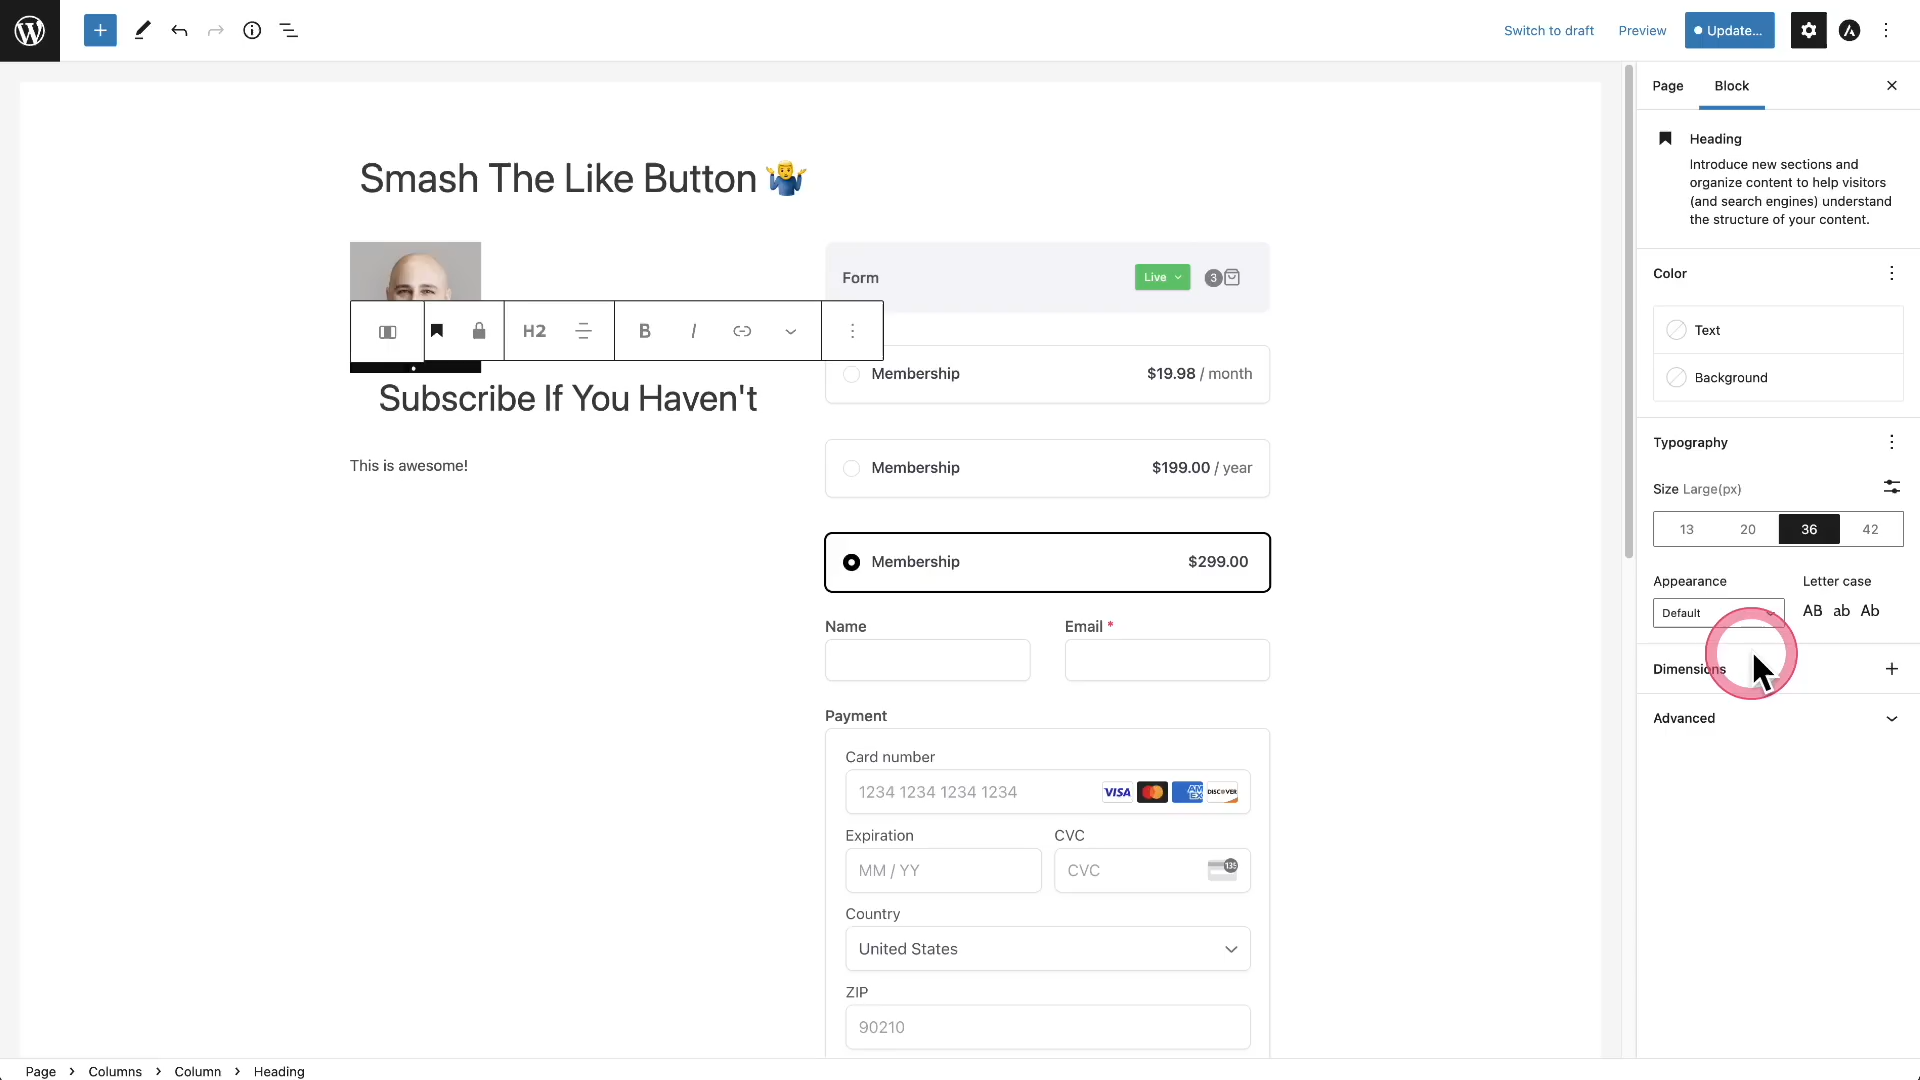 Switch to draft
Preview
Update...
Page
Block
Heading
Introduce new sections and
organize content to help visitors
(and search engines) understand
the structure of your content.
Color
Text
Background
Typography
Size Large(px)
13 20 36 42
Appearance
Letter case
Default
AB ab Ab
Dimensions
Advanced
Smash The Like Button
H2
B I
Subscribe If You Haven't
This is awesome!
Form
Live
3
Membership
$19.98 / month
Membership
$199.00 / year
Membership
$299.00
Name
Email *
Payment
Card number
1234 1234 1234 1234
VISA
AM
EX
DISCOVER
Expiration
CVC
MM / YY
CVC
135
Country
United States
ZIP
90210
Page > Columns > Column > Heading